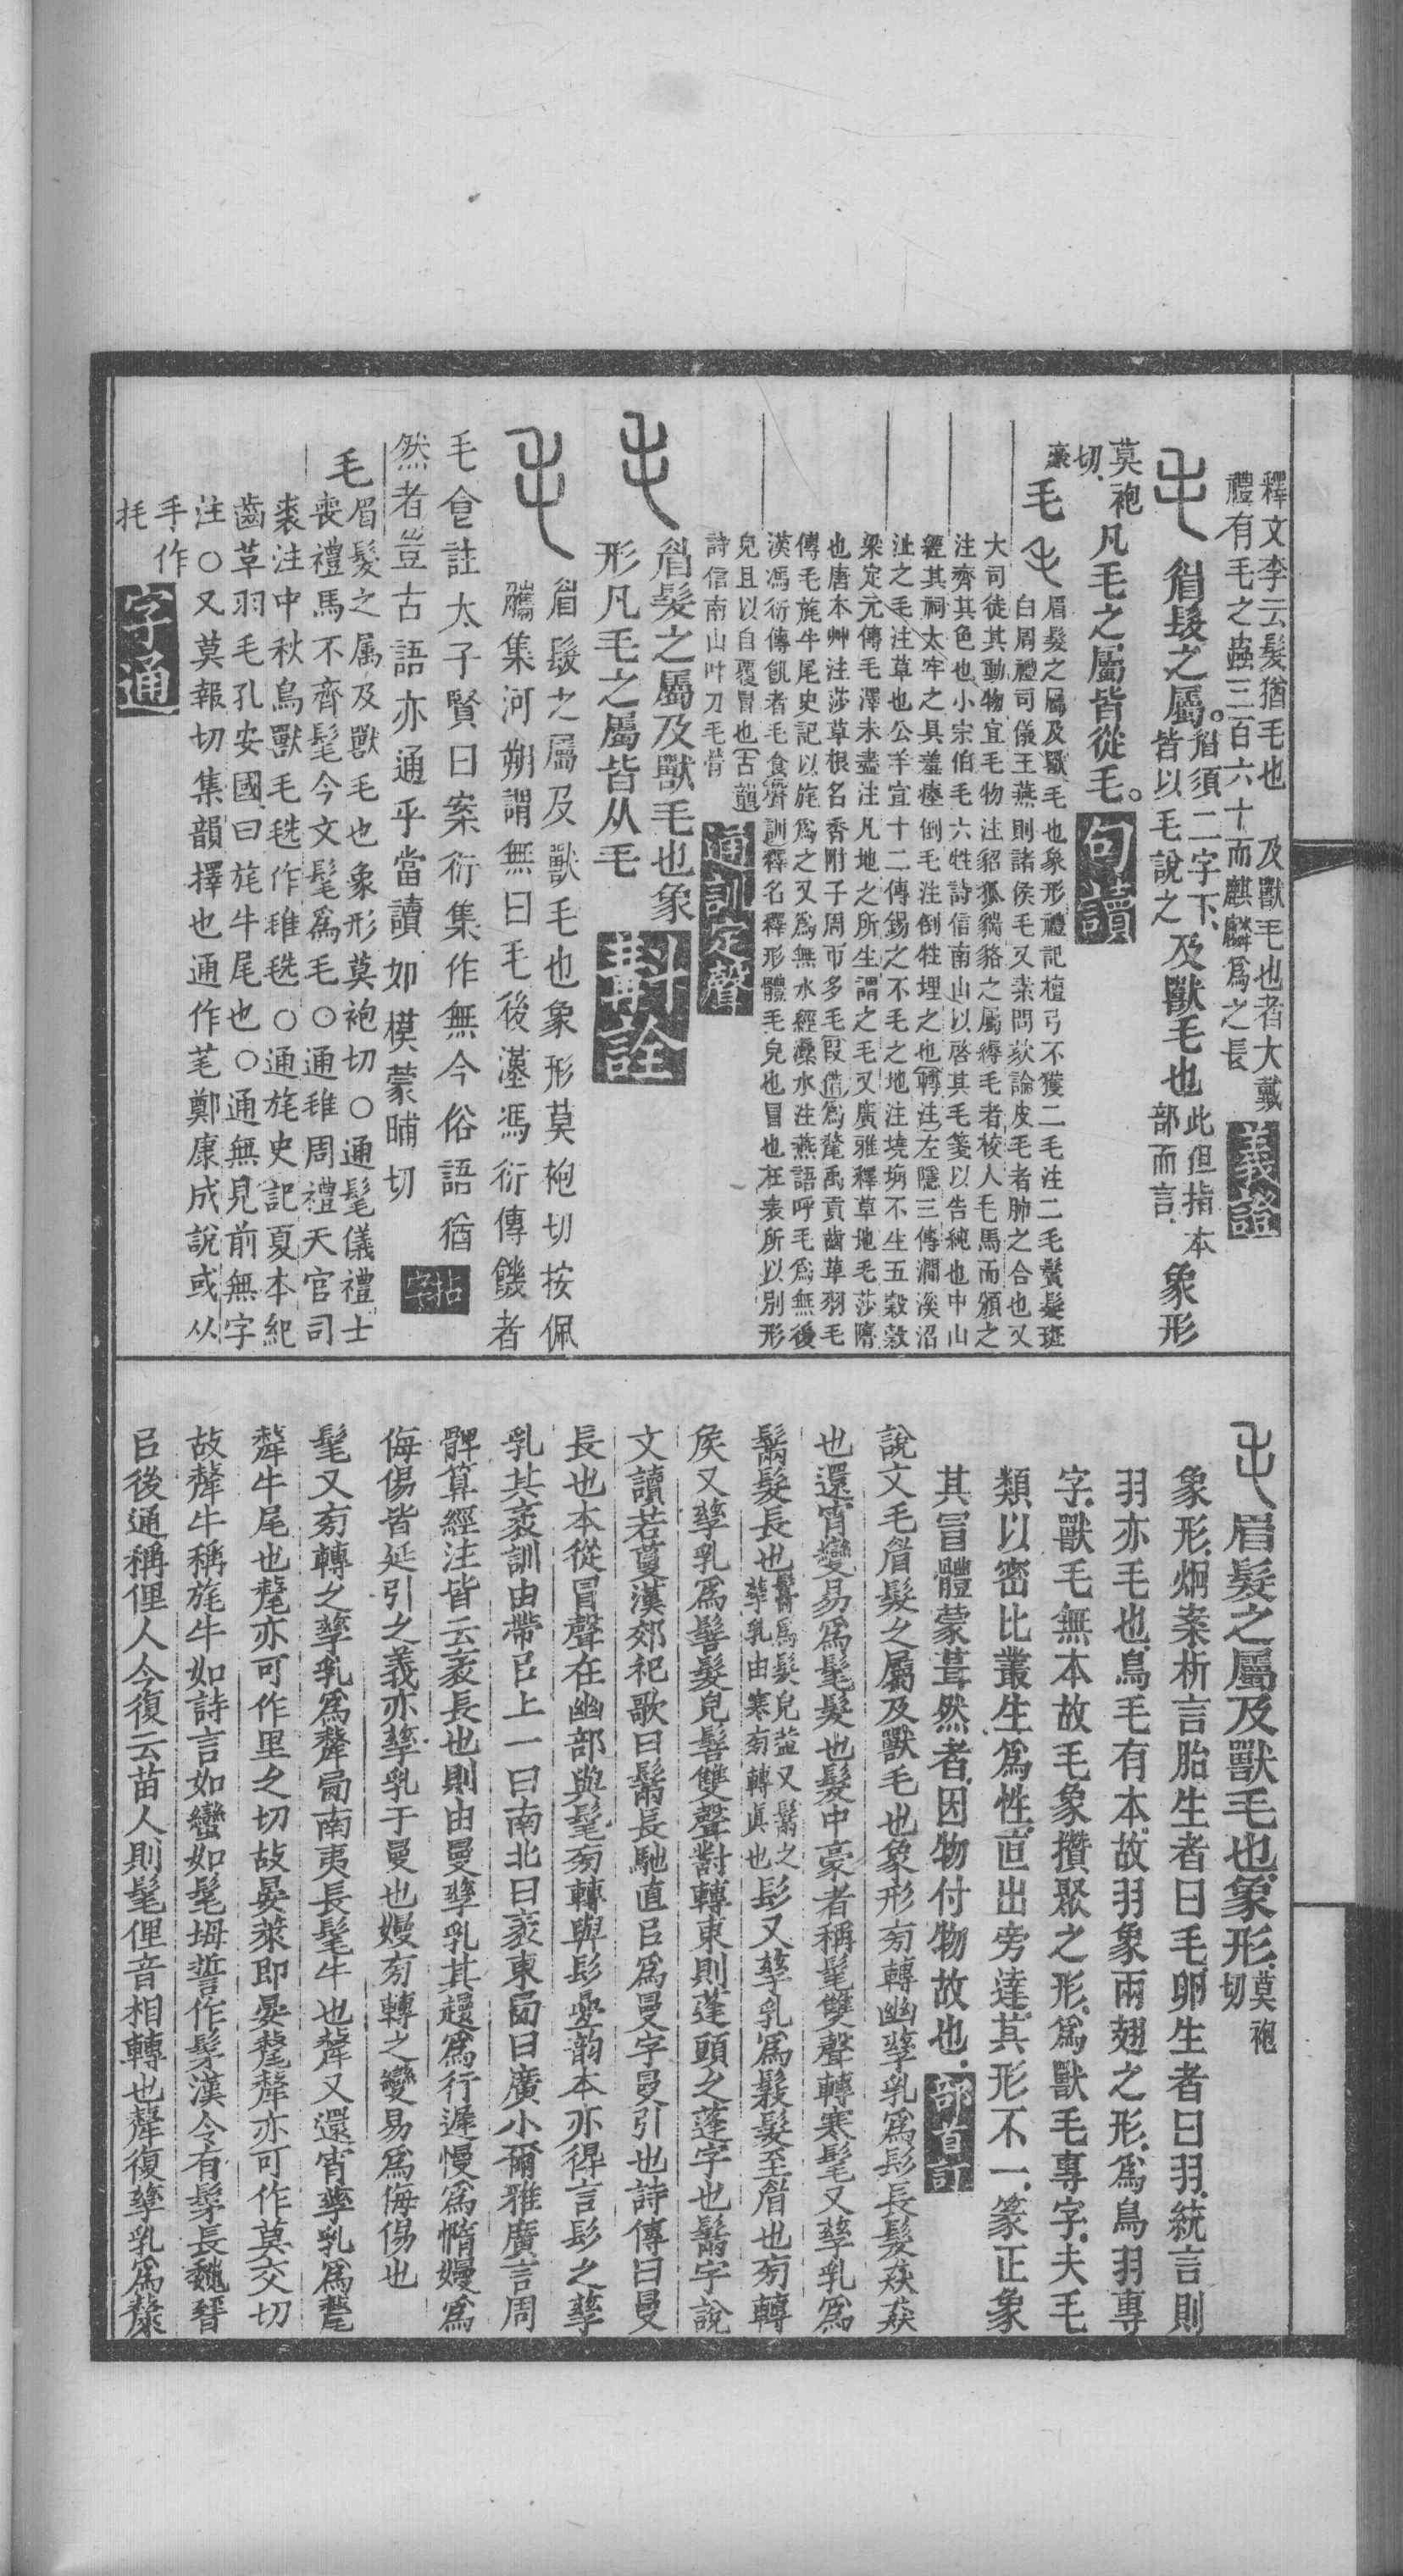 釋文李云髮猶毛也 及獸毛也者大戴
禮有毛之蟲三百六十而麒麟爲之長 義證
眉髮之屬。眉須二字下、皆以毛說之及獸毛也此但指本部而言、象形
莫袍切、凡毛之屬皆從毛。句讀
毛 眉髮之屬及獸毛也象形禮記檀弓不獲二毛注二毛鬢髮斑
白周禮司儀王燕則諸侯毛又素問欬論皮毛者肺之合也又
大司徒其動物宜毛物注貂狐貒貉之屬縟毛者校人毛馬而頒之
注齊其色也小宗伯毛六牲詩信南山以啓其毛箋以告純也中山
經其祠太牢之具羞瘞倒毛注倒牲埋之也轉注左隱三傳澗溪沼
沚之毛注草也公羊宣十二傳錫之不毛之地注墝埆不生五穀穀
梁定元傳毛澤未盡注凡地之所生謂之毛又廣雅釋草地毛莎隋
也唐本艸注莎草根名香附子周帀多毛假借爲氂禹貢齒革羽毛
傳毛旄牛尾史記以旄爲之又爲無水經濕水注燕語呼毛爲無後
漢馮衍傳飢者毛食聲訓釋名釋形體毛皃也冒也在表所以別形
皃且以自覆冒也古韻
詩信南山叶刀毛膋 通訓定聲
眉髮之屬及獸毛也象
形凡毛之屬皆从毛 斠詮
眉髮之屬及獸毛也象形莫袍切按佩
觿集河朔謂無曰毛後漢馮衍傳饑者
毛仺註太子賢曰案衍集作無今俗語猶
然者豈古語亦通乎當讀如模蒙晡切 拈字
毛 眉髮之属及獸毛也象形莫袍切○通髦儀禮士
喪禮馬不齊髦今文髦爲毛○通毴周禮天官司
裘注中秋鳥獸毛毨作毴毨○通旄史記夏本紀
齒草羽毛孔安國曰旄牛尾也○通無見前無字
注○又莫報切集韻擇也通作芼鄭康成說或从
手作
㧌 字通
眉髮之屬及獸毛也、象形、莫袍切
象形、炯案析言胎生者曰毛、卵生者曰羽、統言則
羽亦毛也、鳥毛有本、故羽象兩翅之形、爲鳥羽專
字、獸毛無本故毛象攢聚之形、爲獸毛專字、夫毛
類以密比叢生爲性、直出旁達、其形不一、篆正象
其冒體蒙葺然者、因物付物故也、部首訂
說文毛眉髮之屬及獸毛也象形㫄轉幽孳乳爲髟長髮猋猋
也還宵變易爲髦髮也髮中豪者稱髦雙聲轉寒髦又孳乳爲
鬗髮長也鬗爲髮皃葢又鬗之孳乳由寒㫄轉眞也髟又孳乳爲髳髮至眉也㫄轉
矦又孳乳爲髻髮皃髻雙聲對轉東則蓬頭之蓬字也鬗字說
文讀若蔓漢郊祀歌曰鬗長馳直㠯爲曼字曼引也詩傳曰曼
長也本從冒聲在幽部與髦㫄轉與髟疊韵本亦得言髟之孳
乳其袤訓由帶㠯上一曰南北曰袤東㐭曰廣小爾雅廣言周
髀算經注皆云袤長也則由曼孳乳其趧爲行遲慢爲惰嫚爲
侮傷皆延引之義亦孳乳于曼也嫚㫄轉之變易爲侮傷也
髦又㫄轉之孳乳爲犛㐭南夷長髦牛也犛又還宵孳乳爲氂
犛牛尾也氂亦可作里之切故晏萊即晏氂犛亦可作莫交切
故犛牛稱旄牛如詩言如蠻如髦坶誓作髳漢令有髳長魏晉
㠯後通稱俚人今復云苗人則髦俚音相轉也犛復孳乳爲斄